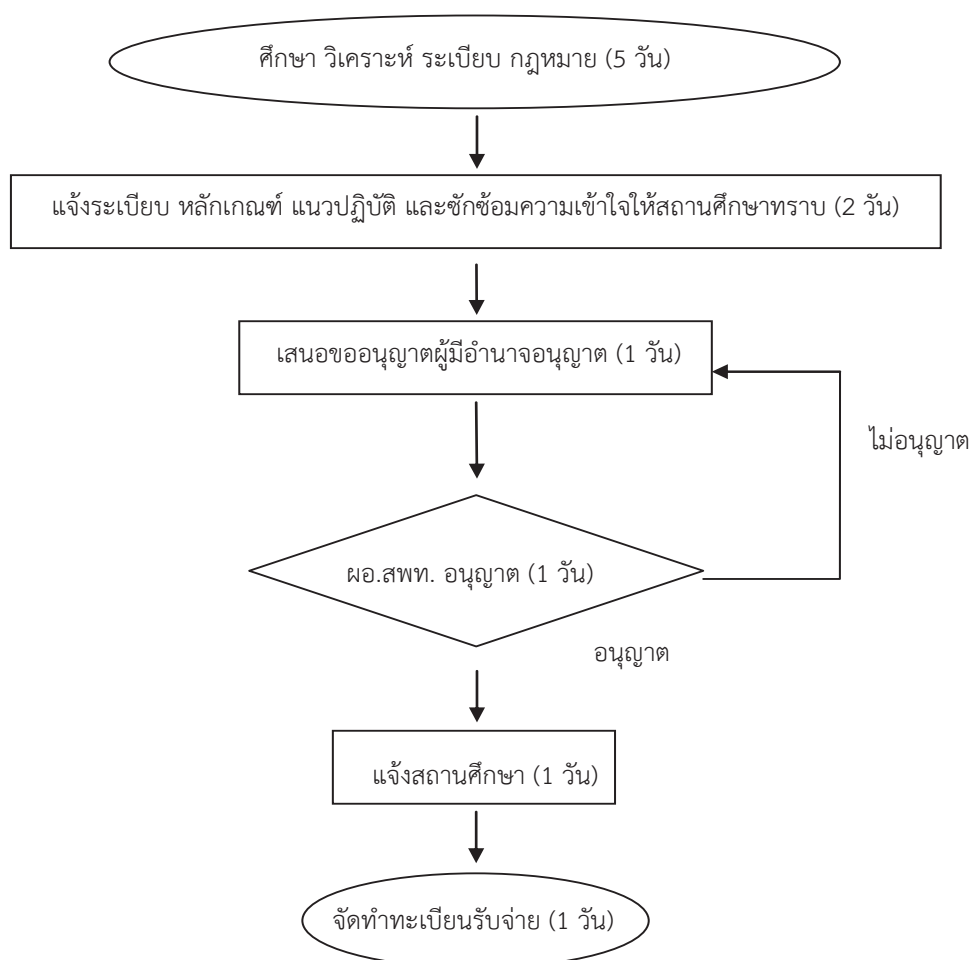 ศึกษา วิเคราะห์ ระเบียบ กฎหมาย (5 วัน)
แจ้งระเบียบ หลักเกณฑ์ แนวปฏิบัติ และซักซ้อมความเข้าใจให้สถานศึกษาทราบ (2 วัน)
เสนอขออนุญาตผู้มีอำนาจอนุญาต (1 วัน)
ไม่อนุญาต
ผอ.สพท. อนุญาต (1 วัน)
อนุญาต
แจ้งสถานศึกษา (1 วัน)
จัดทำทะเบียนรับจ่าย (1 วัน)